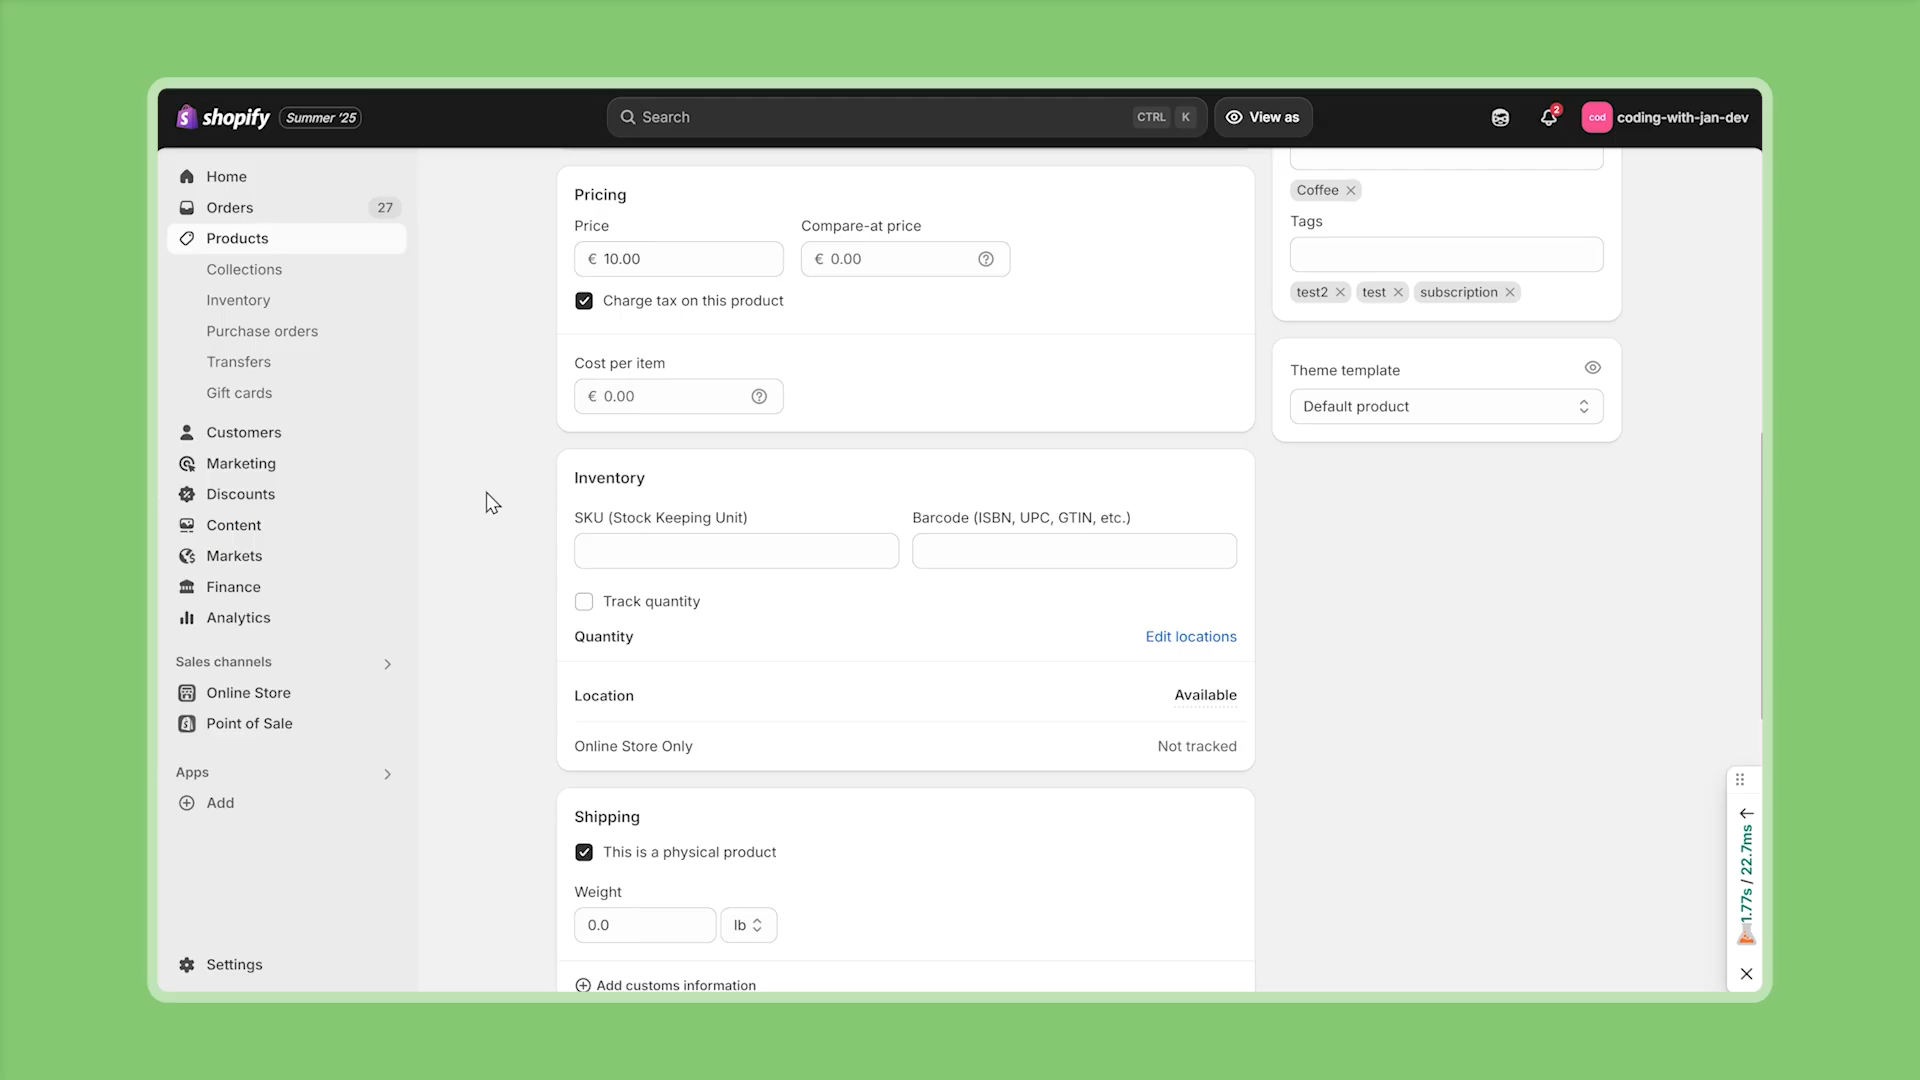 shopify Summer '25
Search CTRL K
View as
2
cod coding-with-jan-dev
Home
Orders 27
Products
Collections
Inventory
Purchase orders
Transfers
Gift cards
Customers
Marketing
Discounts
Content
Markets
Finance
Analytics
Sales channels
Online Store
Point of Sale
Apps
Add
Settings
Pricing
Price Compare-at price
€ 10.00 € 0.00
Charge tax on this product
Cost per item
€ 0.00
Inventory
SKU (Stock Keeping Unit) Barcode (ISBN, UPC, GTIN, etc.)
Track quantity
Quantity Edit locations
Location Available
Online Store Only Not tracked
Shipping
This is a physical product
Weight
0.0 lb
Add customs information
Coffee
Tags
test2 test subscription
Theme template
Default product
1.77s / 22.7ms